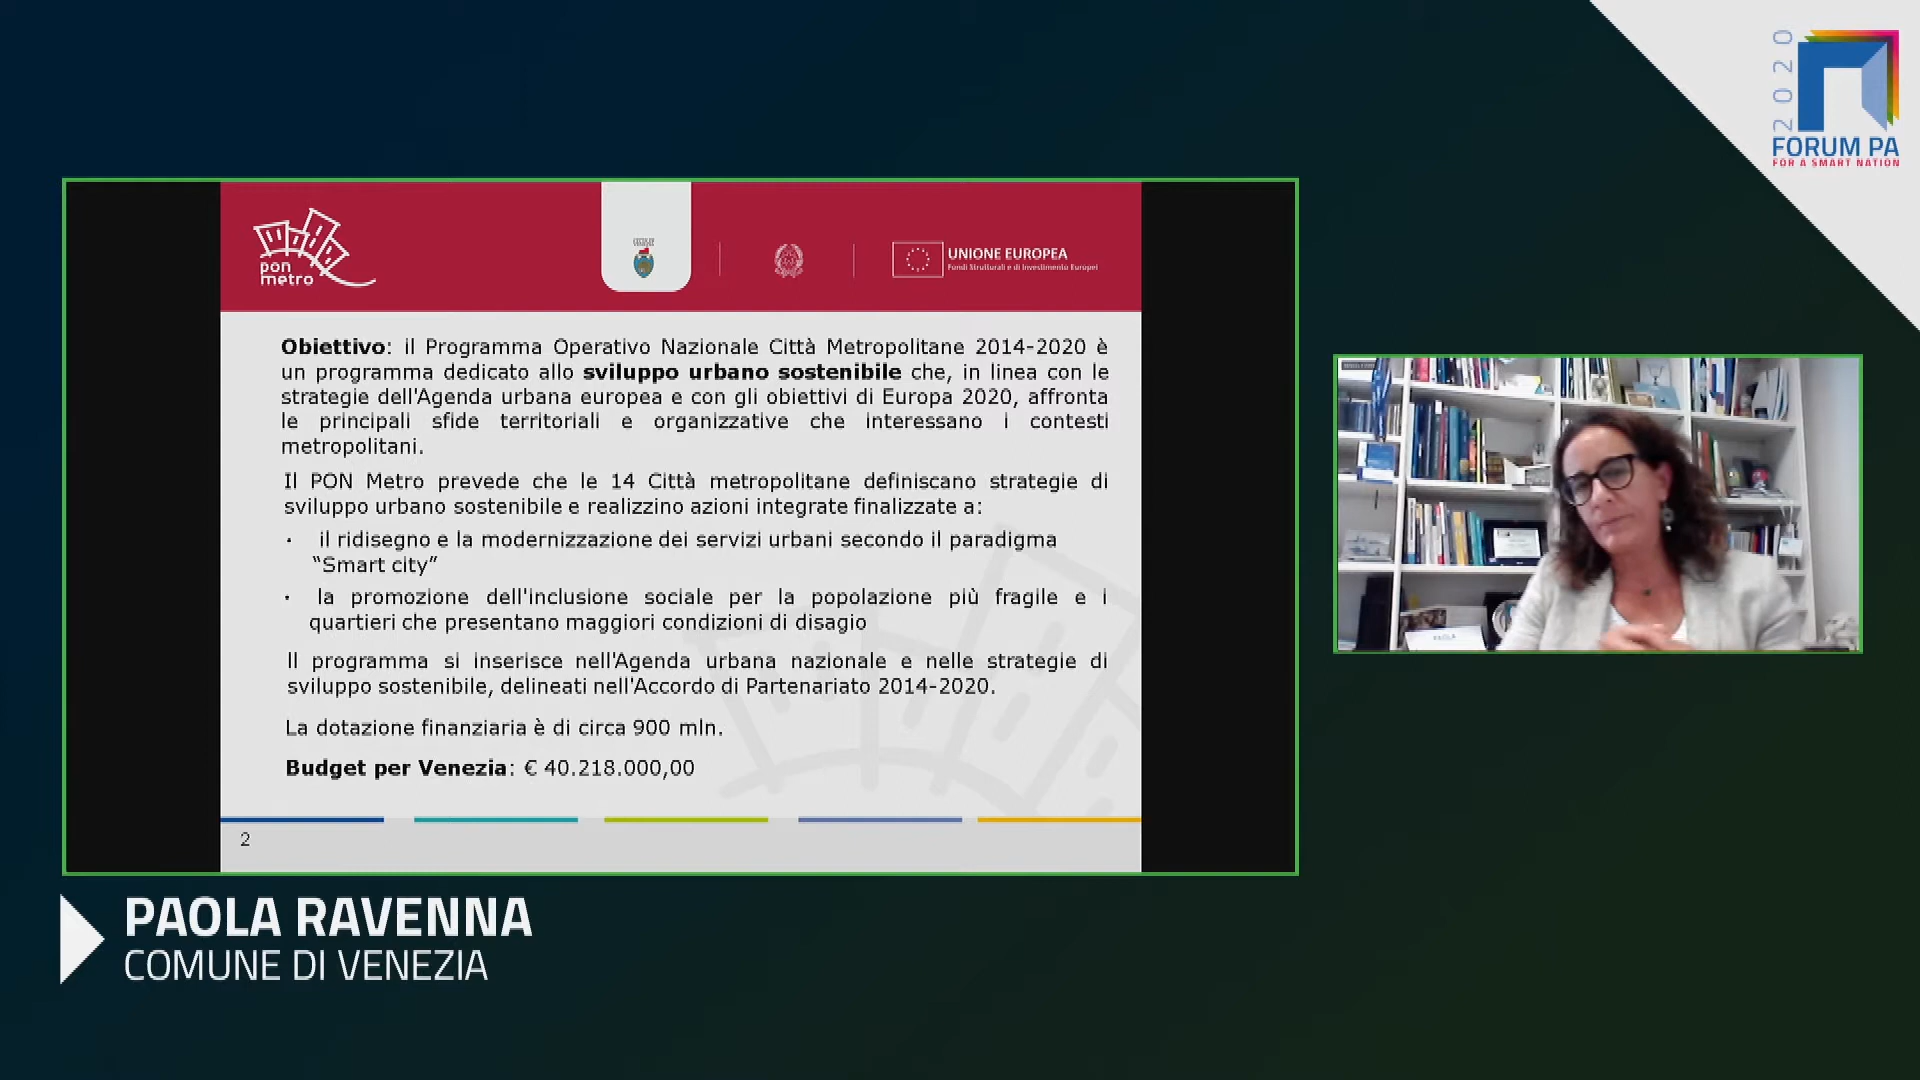 2020
FORUM PA
FOR A SMART NATION
pon
metro
UNIONE EUROPEA
Fondi Strutturali e di Investimento Europei
Obiettivo: il Programma Operativo Nazionale Città Metropolitane 2014-2020 è
un programma dedicato allo sviluppo urbano sostenibile che, in linea con le
strategie dell'Agenda urbana europea e con gli obiettivi di Europa 2020, affronta
le principali sfide territoriali e organizzative che interessano i contesti
metropolitani.
Il PON Metro prevede che le 14 Città metropolitane definiscano strategie di
sviluppo urbano sostenibile e realizzino azioni integrate finalizzate a:
· il ridisegno e la modernizzazione dei servizi urbani secondo il paradigma
“Smart city”
· la promozione dell'inclusione sociale per la popolazione più fragile e i
quartieri che presentano maggiori condizioni di disagio
Il programma si inserisce nell'Agenda urbana nazionale e nelle strategie di
sviluppo sostenibile, delineati nell'Accordo di Partenariato 2014-2020.
La dotazione finanziaria è di circa 900 mln.
Budget per Venezia: € 40.218.000,00
2
PAOLA
PAOLA RAVENNA
COMUNE DI VENEZIA